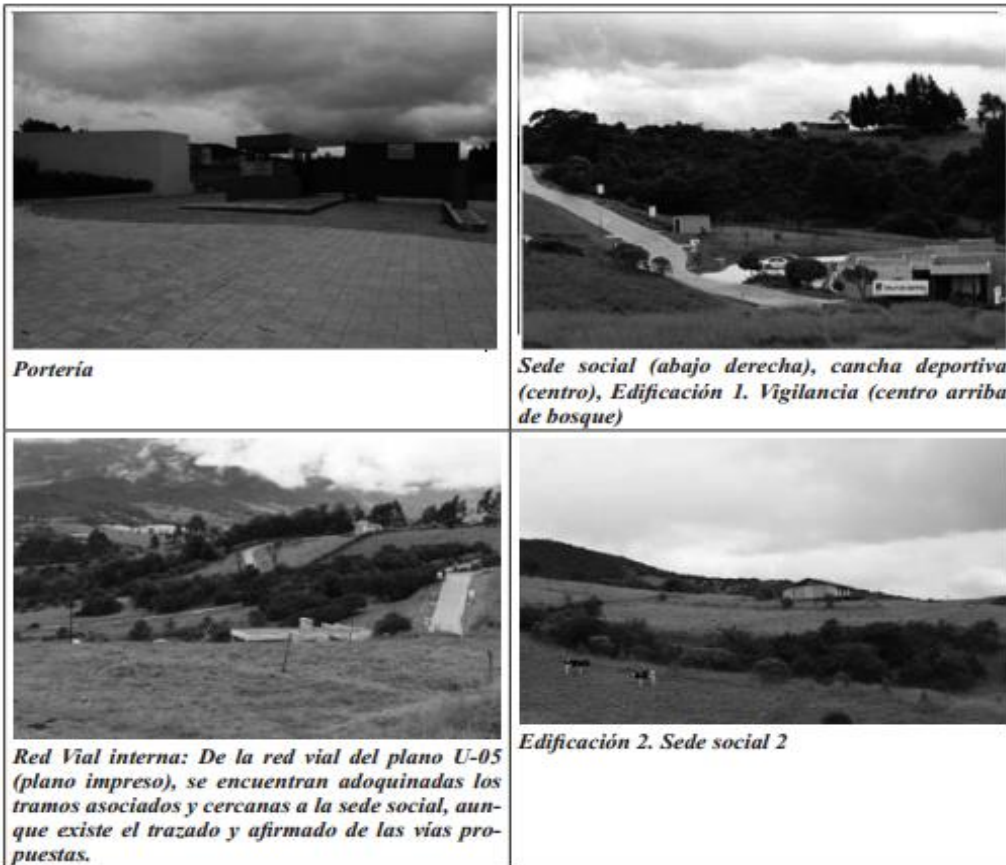 Portería
Sede social (abajo derecha), cancha deportiva
(centro), Edificación 1. Vigilancia (centro arriba
de bosque)
Red Vial interna: De la red vial del plano U-05
(plano impreso), se encuentran adoquinadas los
tramos asociados y cercanas a la sede social, aun-
que existe el trazado y afirmado de las vías pro-
puestas.
Edificación 2. Sede social 2